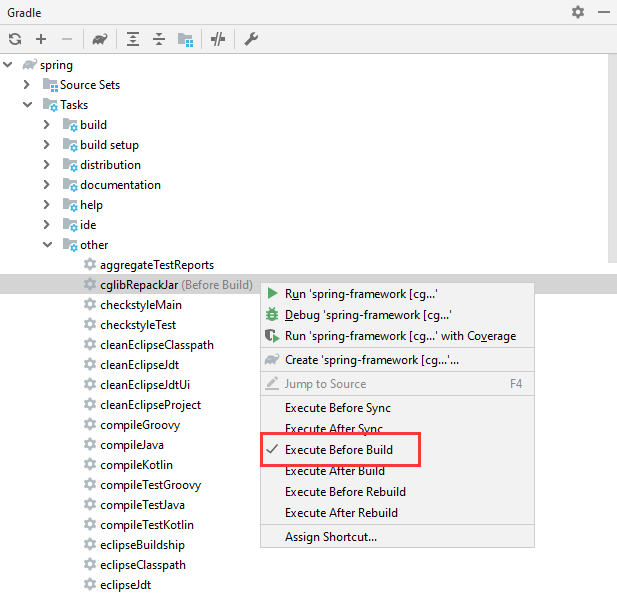 Gradle
spring
Source Sets
Tasks
build
build setup
distribution
documentation
help
ide
other
aggregateTestReports
cglibRepackJar (Before Build)
checkstyleMain
checkstyleTest
cleanEclipseClasspath
cleanEclipseJdt
cleanEclipseJdtUi
cleanEclipseProject
compileGroovy
compileJava
compileKotlin
compileTestGroovy
compileTestJava
compileTestKotlin
eclipseBuildship
eclipseClasspath
eclipseJdt
Run 'spring-framework [cg...'
Debug 'spring-framework [cg...'
Run 'spring-framework [cg...' with Coverage
Create 'spring-framework [cg...'...
Jump to Source F4
Execute Before Sync
Execute After Sync
Execute Before Build
Execute After Build
Execute Before Rebuild
Execute After Rebuild
Assign Shortcut...